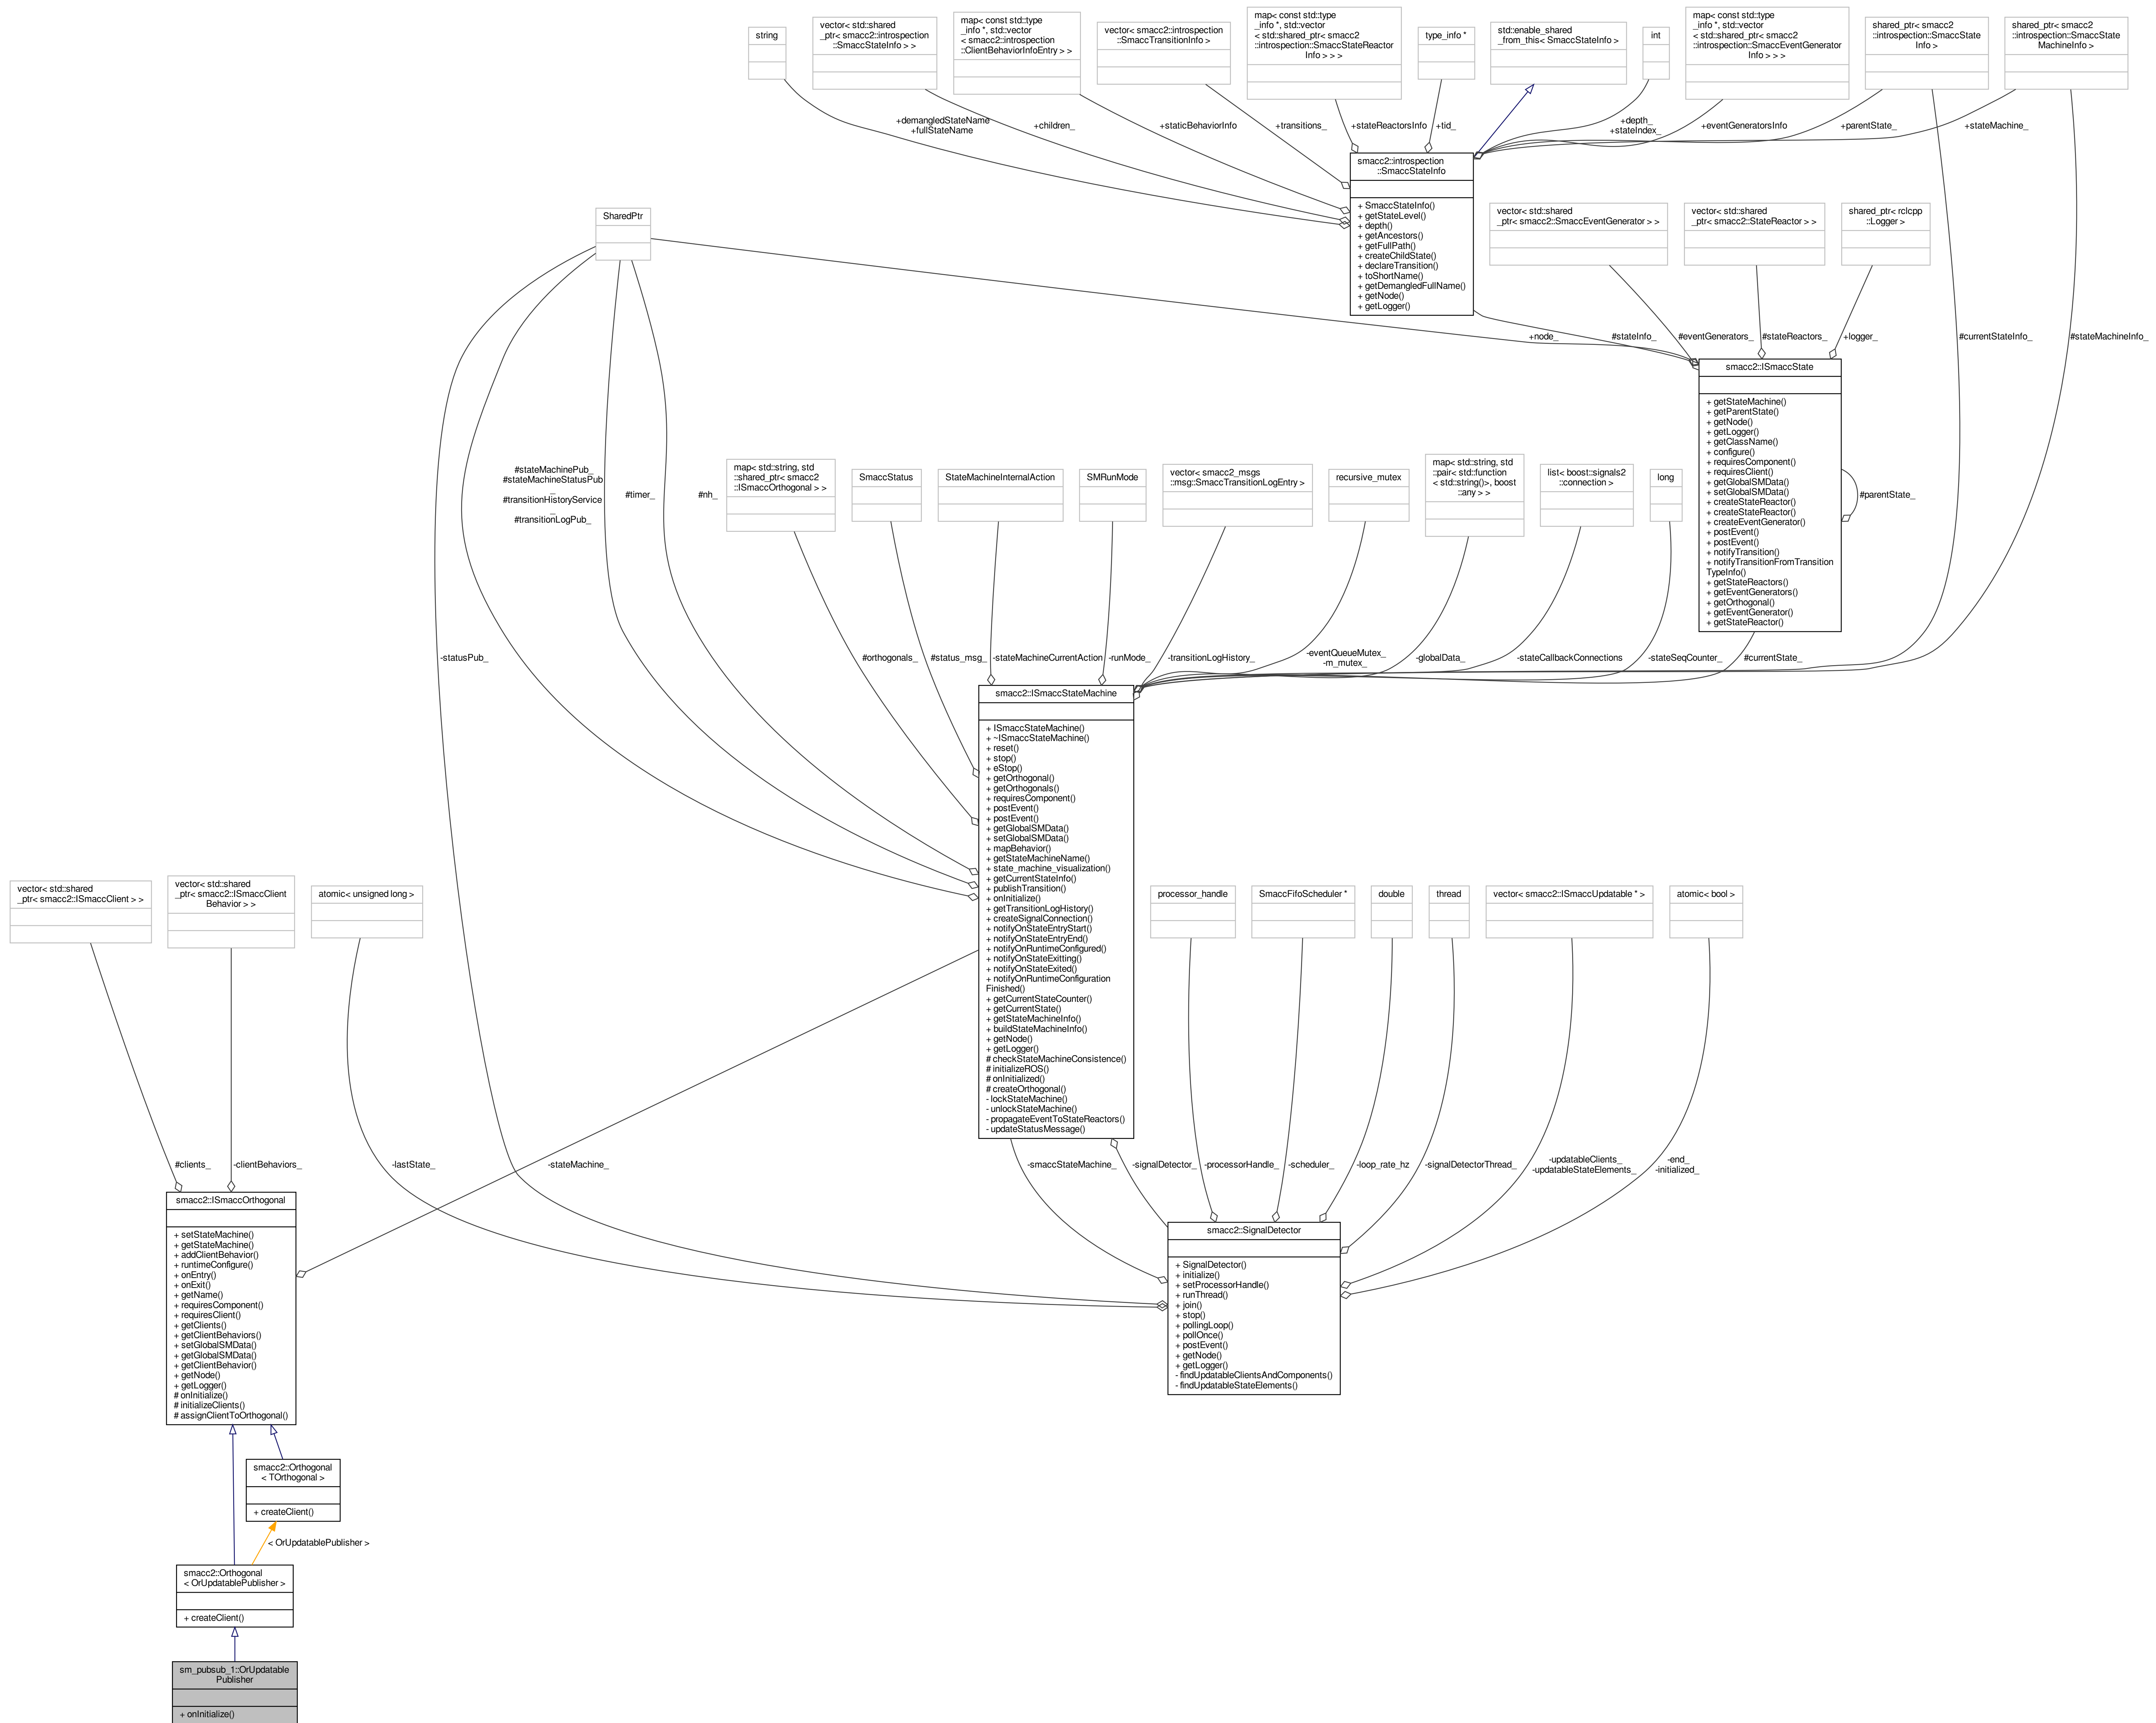 string
vector< std::shared
_ptr< smacc2::introspection
::SmaccStateInfo > >
map< const std::type
_info *, std::vector
< smacc2::introspection
::ClientBehaviorInfoEntry > >
vector< smacc2::introspection
::SmaccTransitionInfo >
map< const std::type
_info *, std::vector
< std::shared_ptr< smacc2
::introspection::SmaccStateReactor
Info > > >
type_info *
std::enable_shared
_from_this< SmaccStateInfo >
int
map< const std::type
_info *, std::vector
< std::shared_ptr< smacc2
::introspection::SmaccEventGenerator
Info > > >
shared_ptr< smacc2
::introspection::SmaccState
Info >
shared_ptr< smacc2
::introspection::SmaccState
MachineInfo >
+demangledStateName
+fullStateName
+children_
+staticBehaviorInfo
+transitions_
+stateReactorsInfo
+tid_
+depth_
+stateIndex_
+eventGeneratorsInfo
+parentState_
+stateMachine_
smacc2::introspection
::SmaccStateInfo
+ SmaccStateInfo()
+ getStateLevel()
+ depth()
+ getAncestors()
+ getFullPath()
+ createChildState()
+ declareTransition()
+ toShortName()
+ getDemangledFullName()
+ getNode()
+ getLogger()
SharedPtr
vector< std::shared
_ptr< smacc2::SmaccEventGenerator > >
vector< std::shared
_ptr< smacc2::StateReactor > >
shared_ptr< rclcpp
::Logger >
+node_
#stateInfo_
#eventGenerators_
#stateReactors_
+logger_
#currentStateInfo_
#stateMachineInfo_
smacc2::ISmaccState
+ getStateMachine()
+ getParentState()
+ getNode()
+ getLogger()
+ getClassName()
+ configure()
+ requiresComponent()
+ requiresClient()
+ getGlobalSMData()
+ setGlobalSMData()
+ createStateReactor()
+ createStateReactor()
+ createEventGenerator()
+ postEvent()
+ postEvent()
+ notifyTransition()
+ notifyTransitionFromTransition
TypeInfo()
+ getStateReactors()
+ getEventGenerators()
+ getOrthogonal()
+ getEventGenerator()
+ getStateReactor()
#parentState_
#stateMachinePub_
#stateMachineStatusPub
_
#transitionHistoryService
_
#transitionLogPub_
#timer_
#nh_
map< std::string, std
::shared_ptr< smacc2
::ISmaccOrthogonal > >
SmaccStatus
StateMachineInternalAction
SMRunMode
vector< smacc2_msgs
::msg::SmaccTransitionLogEntry >
recursive_mutex
map< std::string, std
::pair< std::function
< std::string()>, boost
::any > >
list< boost::signals2
::connection >
long
-statusPub_
#orthogonals_
#status_msg_
-stateMachineCurrentAction
-runMode_
-transitionLogHistory_
-eventQueueMutex_
-m_mutex_
-globalData_
-stateCallbackConnections
-stateSeqCounter_
#currentState_
smacc2::ISmaccStateMachine
+ ISmaccStateMachine()
+ ~ISmaccStateMachine()
+ reset()
+ stop()
+ eStop()
+ getOrthogonal()
+ getOrthogonals()
+ requiresComponent()
+ postEvent()
+ postEvent()
+ getGlobalSMData()
+ setGlobalSMData()
+ mapBehavior()
+ getStateMachineName()
+ state_machine_visualization()
+ getCurrentStateInfo()
+ publishTransition()
+ onInitialize()
+ getTransitionLogHistory()
+ createSignalConnection()
+ notifyOnStateEntryStart()
+ notifyOnStateEntryEnd()
+ notifyOnRuntimeConfigured()
+ notifyOnStateExitting()
+ notifyOnStateExited()
+ notifyOnRuntimeConfiguration
Finished()
+ getCurrentStateCounter()
+ getCurrentState()
+ getStateMachineInfo()
+ buildStateMachineInfo()
+ getNode()
+ getLogger()
# checkStateMachineConsistence()
# initializeROS()
# onInitialized()
# createOrthogonal()
- lockStateMachine()
- unlockStateMachine()
- propagateEventToStateReactors()
- updateStatusMessage()
vector< std::shared
_ptr< smacc2::ISmaccClient > >
vector< std::shared
_ptr< smacc2::ISmaccClient
Behavior > >
atomic< unsigned long >
processor_handle
SmaccFifoScheduler *
double
thread
vector< smacc2::ISmaccUpdatable * >
atomic< bool >
#clients_
-clientBehaviors_
-lastState_
-stateMachine_
-smaccStateMachine_
-signalDetector_
-processorHandle_
-scheduler_
-loop_rate_hz
-signalDetectorThread_
-updatableClients_
-updatableStateElements_
-end_
-initialized_
smacc2::ISmaccOrthogonal
+ setStateMachine()
+ getStateMachine()
+ addClientBehavior()
+ runtimeConfigure()
+ onEntry()
+ onExit()
+ getName()
+ requiresComponent()
+ requiresClient()
+ getClients()
+ getClientBehaviors()
+ setGlobalSMData()
+ getGlobalSMData()
+ getClientBehavior()
+ getNode()
+ getLogger()
# onInitialize()
# initializeClients()
# assignClientToOrthogonal()
smacc2::SignalDetector
+ SignalDetector()
+ initialize()
+ setProcessorHandle()
+ runThread()
+ join()
+ stop()
+ pollingLoop()
+ pollOnce()
+ postEvent()
+ getNode()
+ getLogger()
- findUpdatableClientsAndComponents()
- findUpdatableStateElements()
smacc2::Orthogonal
< TOrthogonal >
+ createClient()
< OrUpdatablePublisher >
smacc2::Orthogonal
< OrUpdatablePublisher >
+ createClient()
sm_pubsub_1::OrUpdatable
Publisher
+ onInitialize()